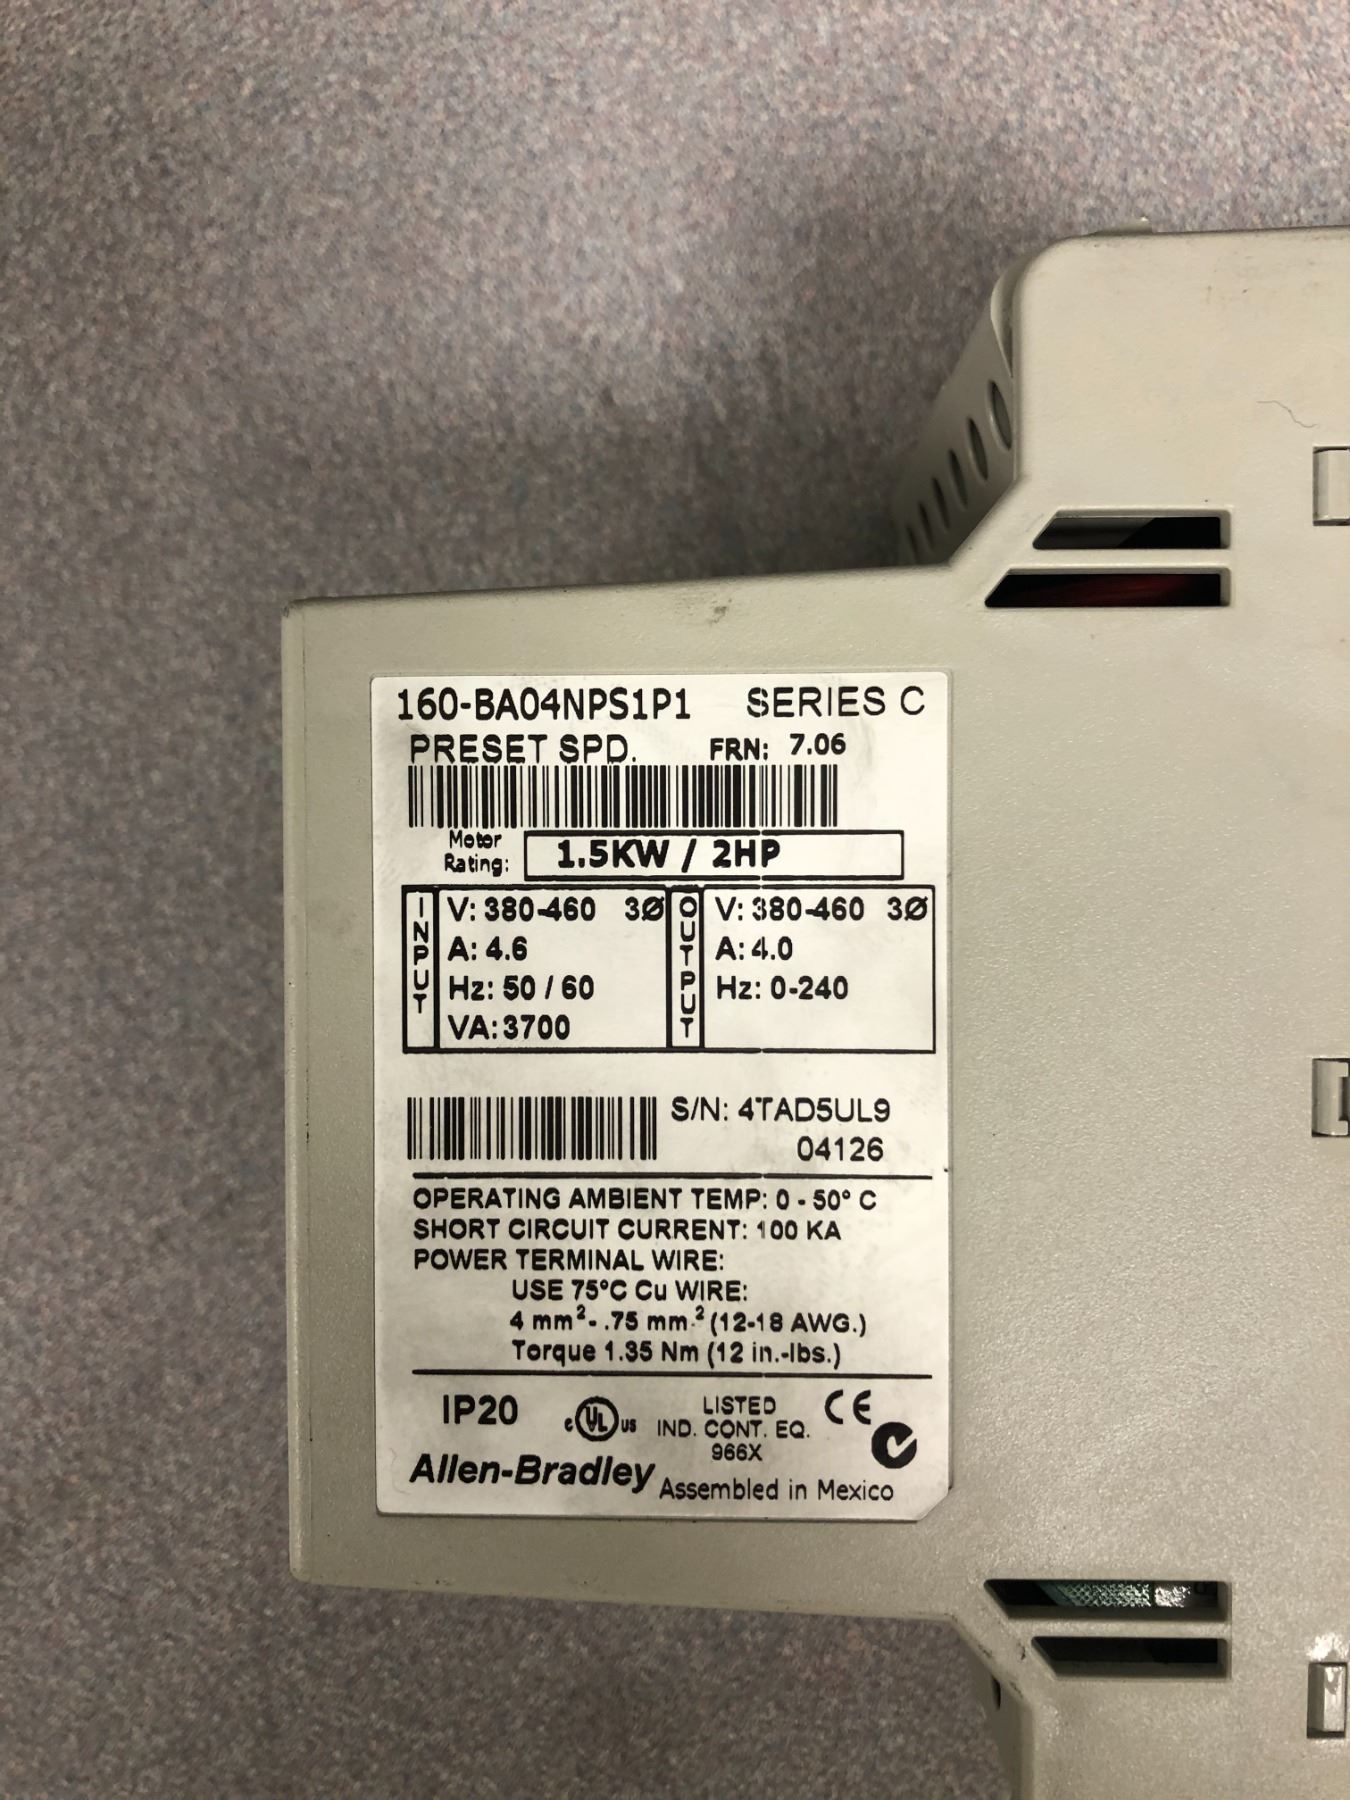 160-BA04NPS1P1 SERIES C
PRESET SPD. FRN: 7.06
Motor Rating: 1.5KW / 2HP
INPUT
V: 380-460 3Ø
A: 4.6
Hz: 50 / 60
VA: 3700
OUTPUT
V: 380-460 3Ø
A: 4.0
Hz: 0-240
S/N: 4TAD5UL9
04126
OPERATING AMBIENT TEMP: 0 - 50° C
SHORT CIRCUIT CURRENT: 100 KA
POWER TERMINAL WIRE:
USE 75°C Cu WIRE:
4 mm²- .75 mm.² (12-18 AWG.)
Torque 1.35 Nm (12 in.-lbs.)
IP20
c UL us
LISTED
IND. CONT. EQ.
966X
CE
Allen-Bradley
Assembled in Mexico